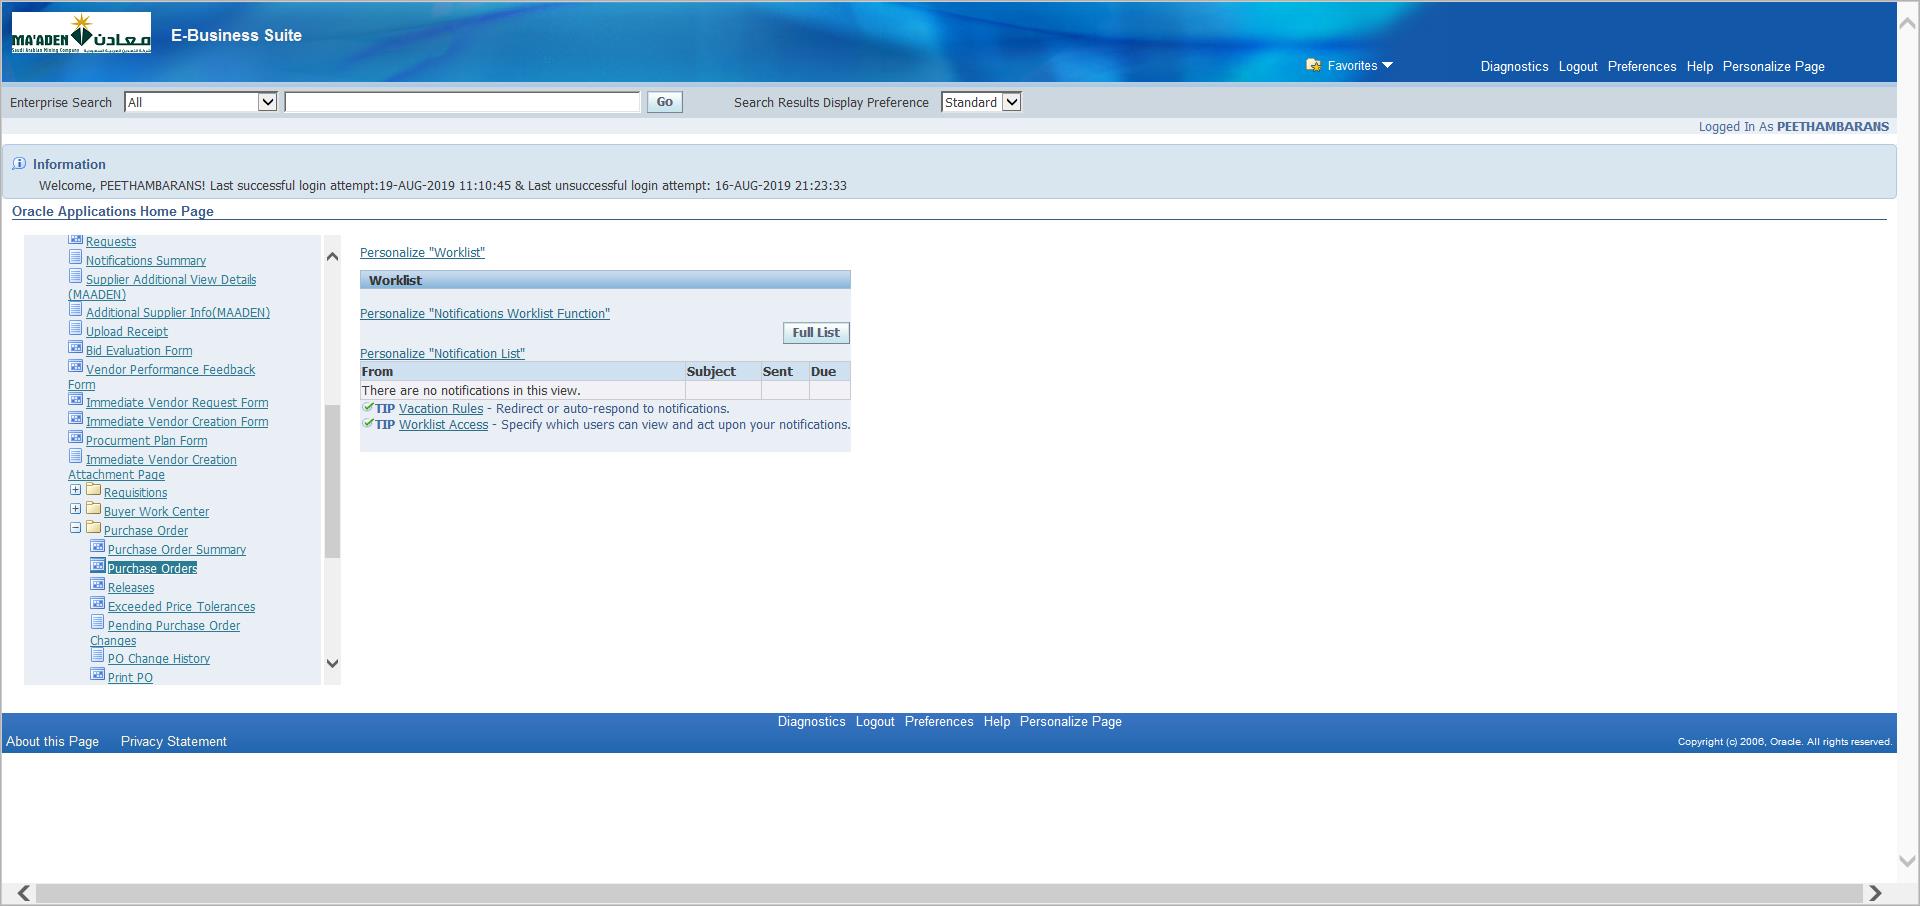 MA'ADEN معادن
Saudi Arabian Mining Company
E-Business Suite
Favorites
Diagnostics Logout Preferences Help Personalize Page
Enterprise Search All Go Search Results Display Preference Standard
Logged In As PEETHAMBARANS
Information
Welcome, PEETHAMBARANS! Last successful login attempt:19-AUG-2019 11:10:45 & Last unsuccessful login attempt: 16-AUG-2019 21:23:33
Oracle Applications Home Page
Requests
Notifications Summary
Supplier Additional View Details
(MAADEN)
Additional Supplier Info(MAADEN)
Upload Receipt
Bid Evaluation Form
Vendor Performance Feedback
Form
Immediate Vendor Request Form
Immediate Vendor Creation Form
Procurment Plan Form
Immediate Vendor Creation
Attachment Page
Requisitions
Buyer Work Center
Purchase Order
Purchase Order Summary
Purchase Orders
Releases
Exceeded Price Tolerances
Pending Purchase Order
Changes
PO Change History
Print PO
Personalize "Worklist"
Worklist
Personalize "Notifications Worklist Function"
Full List
Personalize "Notification List"
From Subject Sent Due
There are no notifications in this view.
TIP Vacation Rules - Redirect or auto-respond to notifications.
TIP Worklist Access - Specify which users can view and act upon your notifications.
Diagnostics Logout Preferences Help Personalize Page
About this Page Privacy Statement
Copyright (c) 2006, Oracle. All rights reserved.